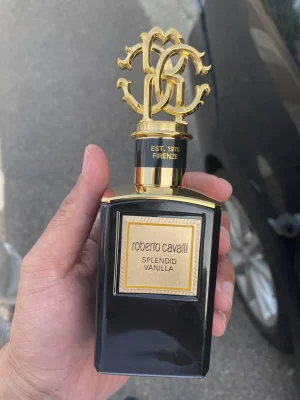 EST. 1970
FIRENZE
roberto cavalli
SPLENDID
VANILLA